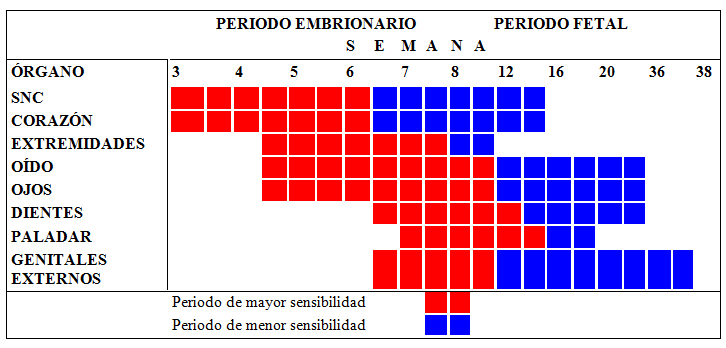 PERIODO EMBRIONARIO PERIODO FETAL
S E M A N A
ÓRGANO 3 4 5 6 7 8 12 16 20 36 38
SNC
CORAZÓN
EXTREMIDADES
OÍDO
OJOS
DIENTES
PALADAR
GENITALES
EXTERNOS
Periodo de mayor sensibilidad
Periodo de menor sensibilidad